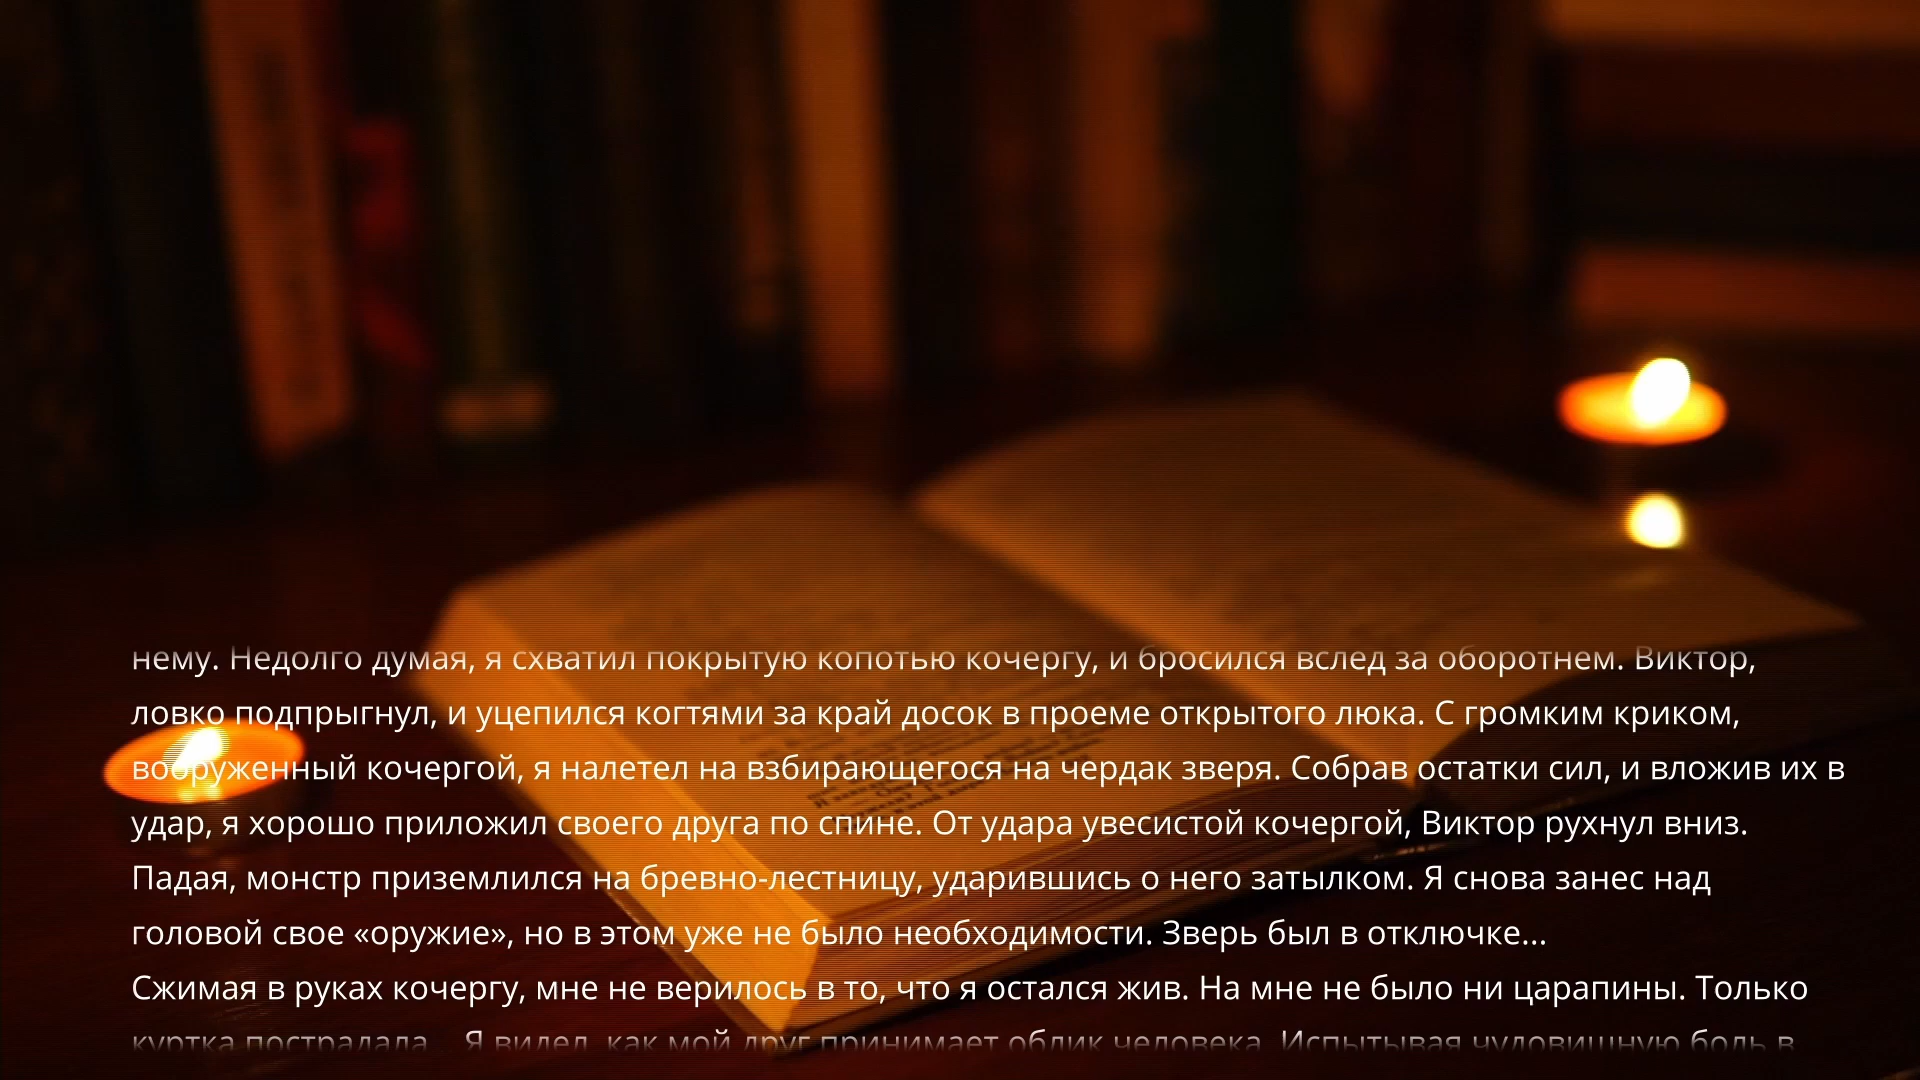 нему. Недолго думая, я схватил покрытую копотью кочергу, и бросился вслед за оборотнем. Виктор,
ловко подпрыгнул, и уцепился когтями за край досок в проеме открытого люка. С громким криком,
вооруженный кочергой, я налетел на взбирающегося на чердак зверя. Собрав остатки сил, и вложив их в
удар, я хорошо приложил своего друга по спине. От удара увесистой кочергой, Виктор рухнул вниз.
Падая, монстр приземлился на бревно-лестницу, ударившись о него затылком. Я снова занес над
головой свое «оружие», но в этом уже не было необходимости. Зверь был в отключке...
Сжимая в руках кочергу, мне не верилось в то, что я остался жив. На мне не было ни царапины. Только
куртка пострадала... Я видел, как мой друг принимает облик человека. Испытывая чудовищную боль в